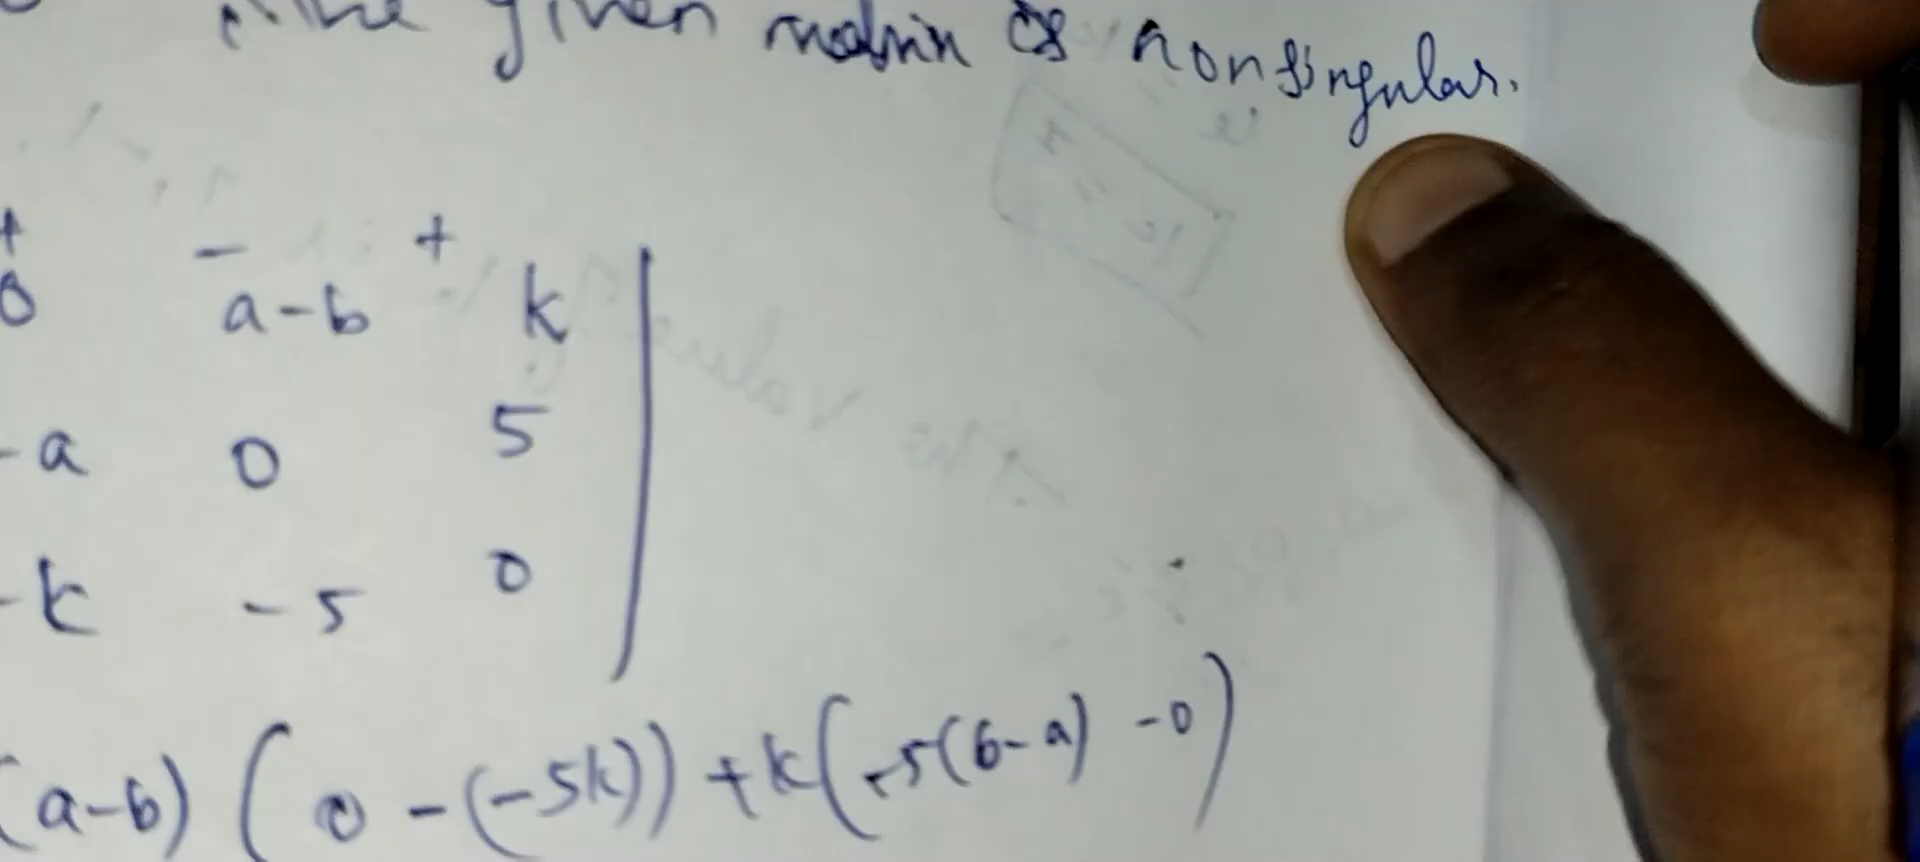 given matrix is nonsingular.
+ - +
0 a-b k
-a 0 5
-k -5 0
(a-b) ( 0 - (-5k)) + k ( -5(b-a) -0 )